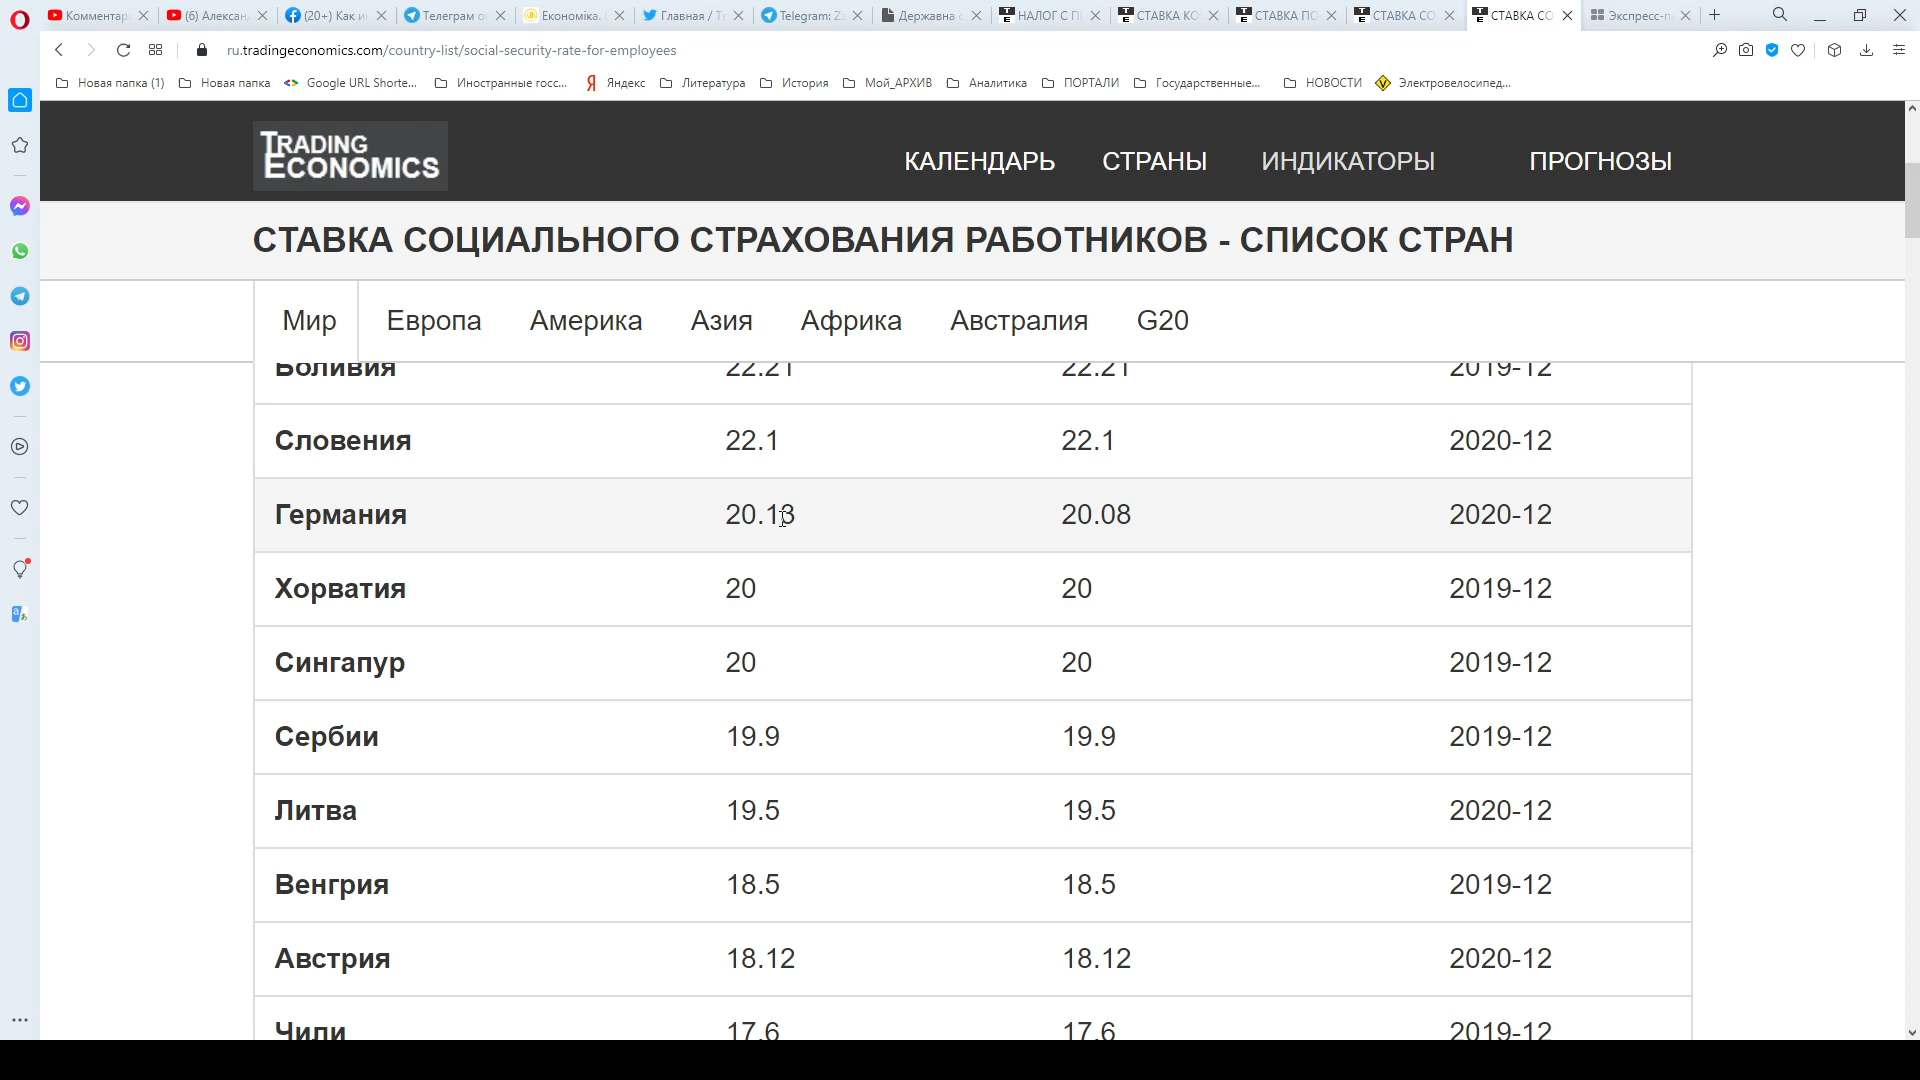 Коммента (6) Алексан (20+) Как и Телеграм о Економіка. Главная / Т Telegram: Z Державна НАЛОГ С П СТАВКА КО СТАВКА ПО СТАВКА СО СТАВКА СО Экспресс-п
ru.tradingeconomics.com/country-list/social-security-rate-for-employees
Новая папка (1) Новая папка Google URL Shorte... Иностранные госс... Яндекс Литература История Мой_АРХИВ Аналитика ПОРТАЛИ Государственные... НОВОСТИ Электровелосипед...
TRADING ECONOMICS КАЛЕНДАРЬ СТРАНЫ ИНДИКАТОРЫ ПРОГНОЗЫ
СТАВКА СОЦИАЛЬНОГО СТРАХОВАНИЯ РАБОТНИКОВ - СПИСОК СТРАН
Мир Европа Америка Азия Африка Австралия G20
Боливия 22.21 22.21 2019-12
Словения 22.1 22.1 2020-12
Германия 20.13 20.08 2020-12
Хорватия 20 20 2019-12
Сингапур 20 20 2019-12
Сербии 19.9 19.9 2019-12
Литва 19.5 19.5 2020-12
Венгрия 18.5 18.5 2019-12
Австрия 18.12 18.12 2020-12
Чили 17.6 17.6 2019-12